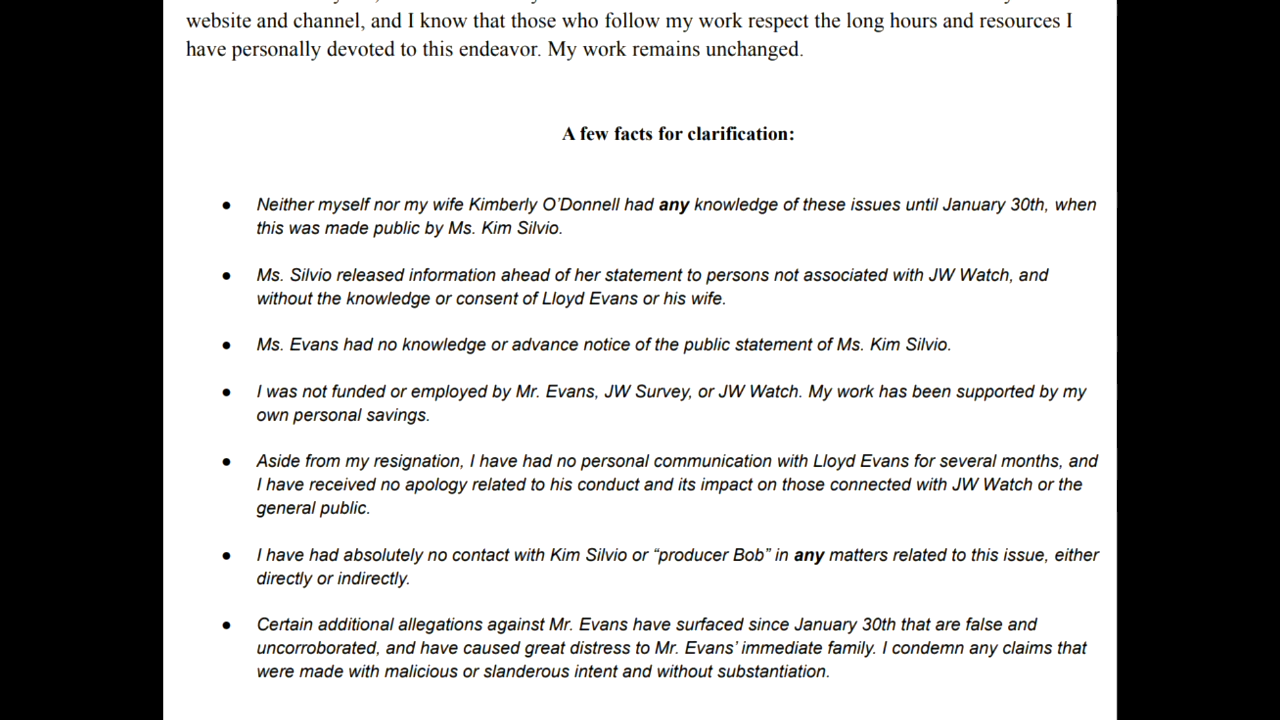 website and channel, and I know that those who follow my work respect the long hours and resources I
have personally devoted to this endeavor. My work remains unchanged.
A few facts for clarification:
● Neither myself nor my wife Kimberly O’Donnell had any knowledge of these issues until January 30th, when
this was made public by Ms. Kim Silvio.
● Ms. Silvio released information ahead of her statement to persons not associated with JW Watch, and
without the knowledge or consent of Lloyd Evans or his wife.
● Ms. Evans had no knowledge or advance notice of the public statement of Ms. Kim Silvio.
● I was not funded or employed by Mr. Evans, JW Survey, or JW Watch. My work has been supported by my
own personal savings.
● Aside from my resignation, I have had no personal communication with Lloyd Evans for several months, and
I have received no apology related to his conduct and its impact on those connected with JW Watch or the
general public.
● I have had absolutely no contact with Kim Silvio or “producer Bob” in any matters related to this issue, either
directly or indirectly.
● Certain additional allegations against Mr. Evans have surfaced since January 30th that are false and
uncorroborated, and have caused great distress to Mr. Evans’ immediate family. I condemn any claims that
were made with malicious or slanderous intent and without substantiation.